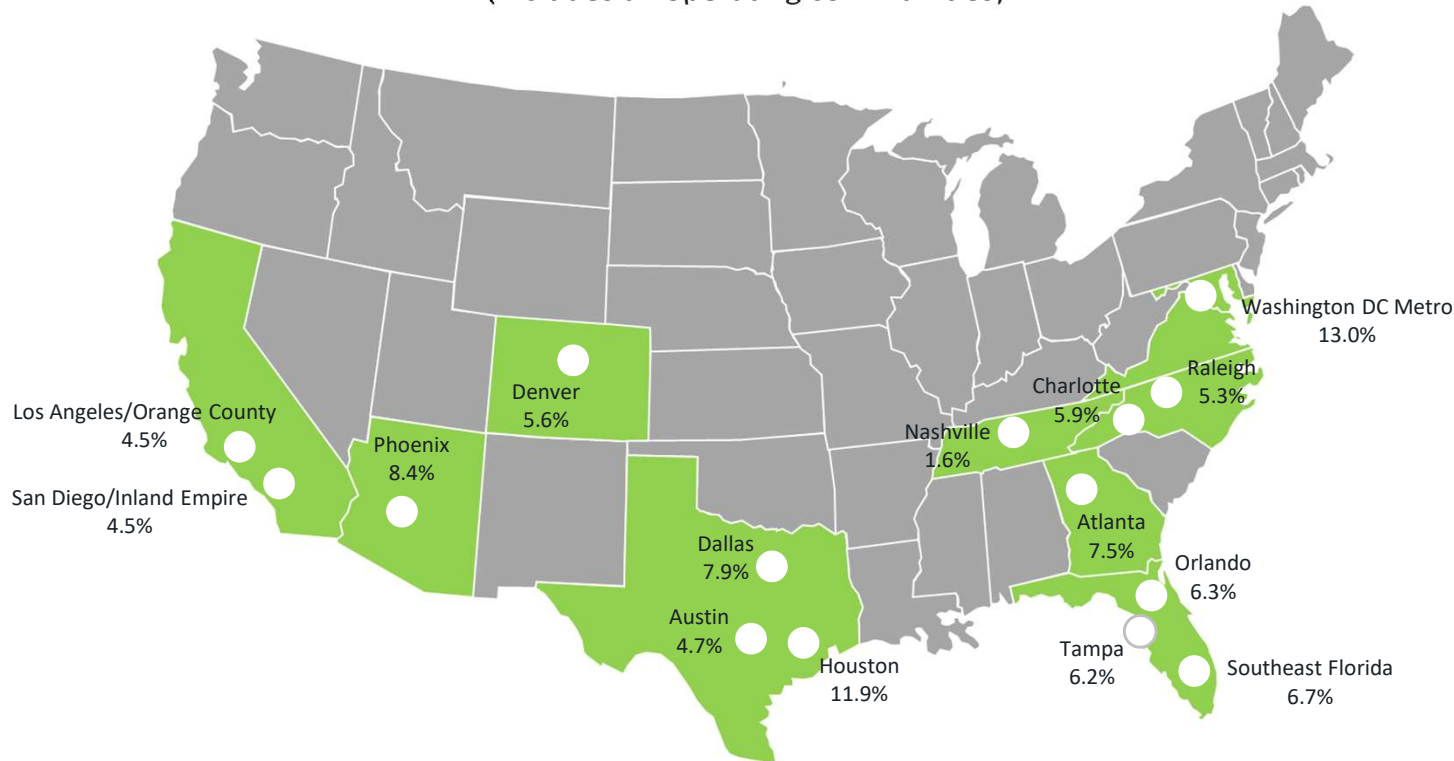 Washington DC Metro
13.0%
Raleigh
5.3%
Charlotte
5.9%
Nashville
1.6%
Denver
5.6%
Los Angeles/Orange County
4.5%
Phoenix
8.4%
San Diego/Inland Empire
4.5%
Atlanta
7.5%
Dallas
7.9%
Orlando
6.3%
Austin
4.7%
Houston
11.9%
Tampa
6.2%
Southeast Florida
6.7%